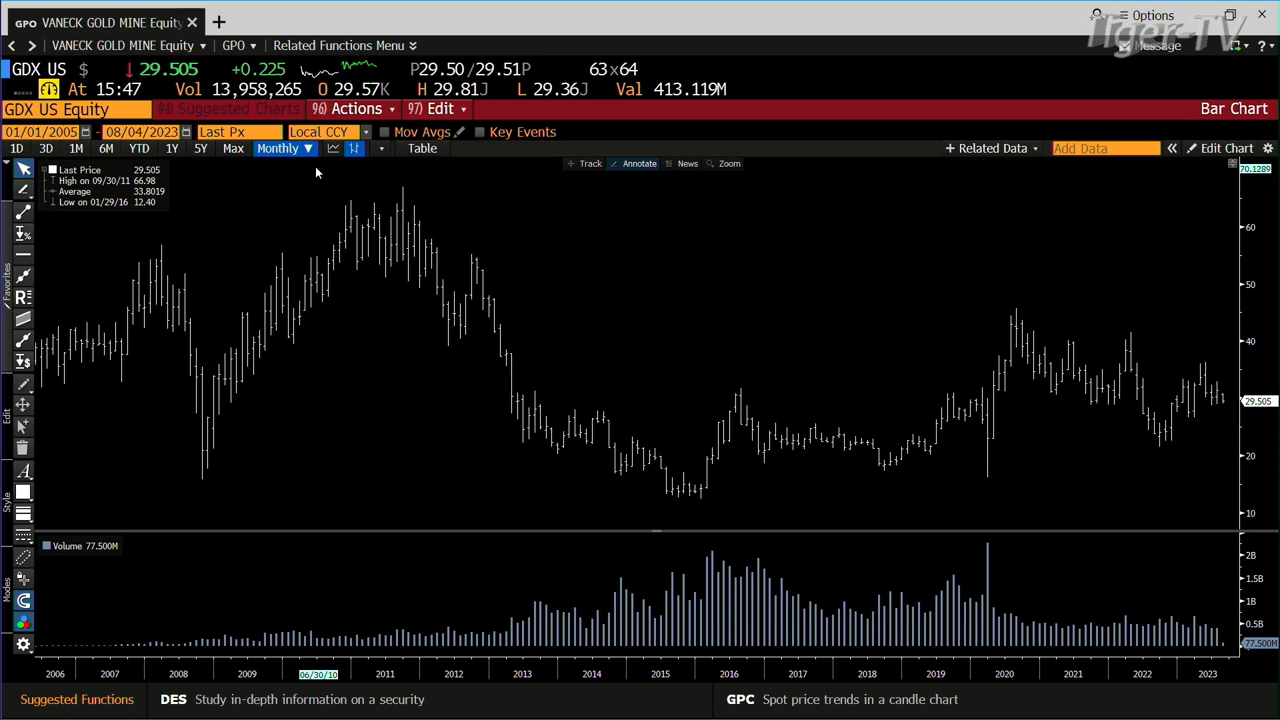 GPO VANECK GOLD MINE Equity
Options
Tiger-TV
VANECK GOLD MINE Equity GPO Related Functions Menu Message ?
GDX US $ 29.505 +0.225 P29.50 / 29.51P 63x64
At 15:47 Vol 13,958,265 O 29.57K H 29.81J L 29.36J Val 413.119M
GDX US Equity 94) Suggested Charts 96) Actions 97) Edit Bar Chart
01/01/2005 - 08/04/2023 Last Px Local CCY Mov Avgs Key Events
1D 3D 1M 6M YTD 1Y 5Y Max Monthly Table + Related Data Add Data « Edit Chart
Track Annotate News Zoom
Last Price 29.505
High on 09/30/11 66.98
Average 33.8019
Low on 01/29/16 12.40
70.1289
60
50
40
29.505
20
10
Favorites
Edit
Style
Modes
Volume 77.500M
2B
1.5B
1B
0.5B
77.500M
2006 2007 2008 2009 06/30/10 2011 2012 2013 2014 2015 2016 2017 2018 2019 2020 2021 2022 2023
Suggested Functions DES Study in-depth information on a security GPC Spot price trends in a candle chart